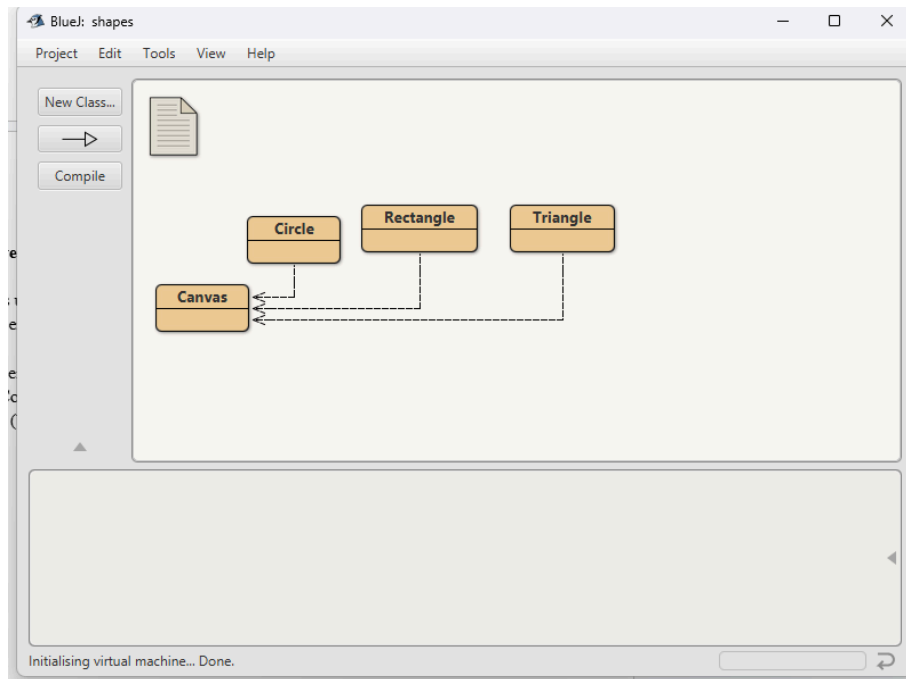 BlueJ: shapes
Project Edit Tools View Help
New Class...
Compile
Circle
Rectangle
Triangle
Canvas
Initialising virtual machine... Done.